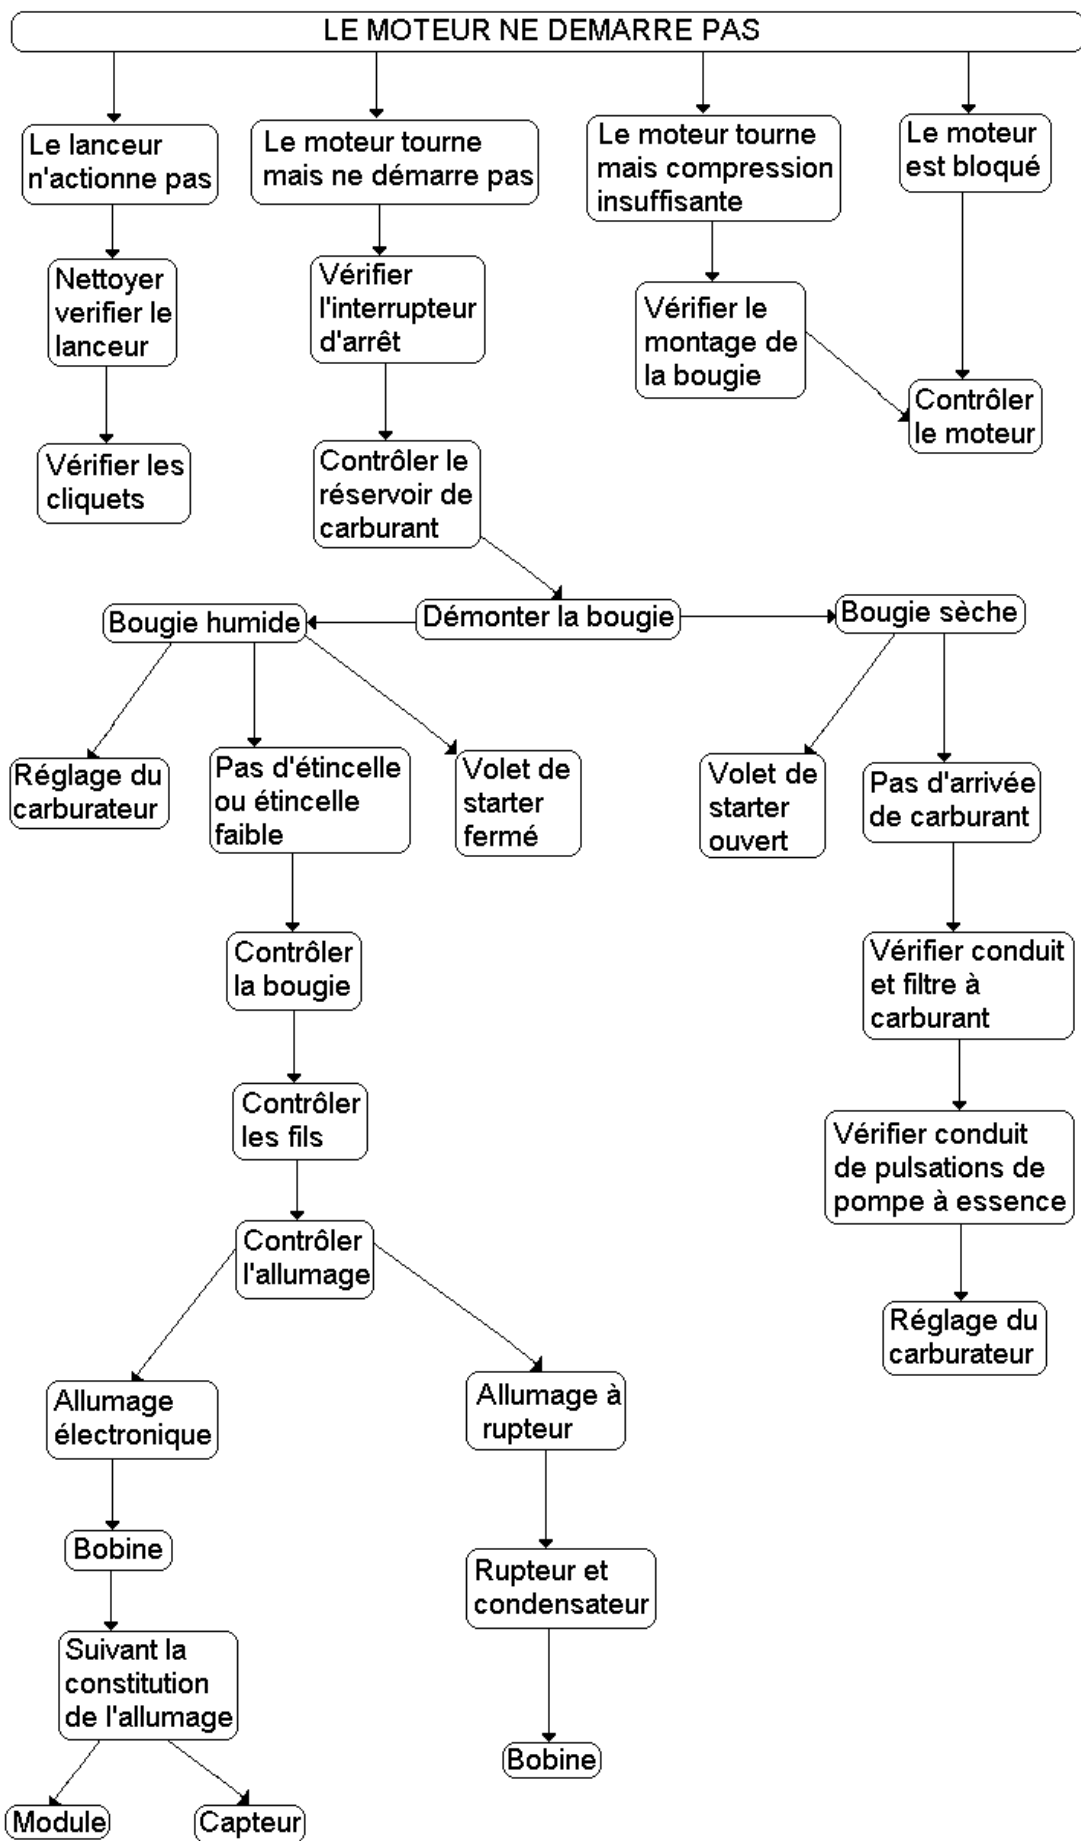 LE MOTEUR NE DEMARRE PAS
Le lanceur
n'actionne pas
Le moteur tourne
mais ne démarre pas
Le moteur tourne
mais compression
insuffisante
Le moteur
est bloqué
Nettoyer
verifier le
lanceur
Vérifier
l'interrupteur
d'arrêt
Vérifier le
montage de
la bougie
Contrôler
le moteur
Vérifier les
cliquets
Contrôler le
réservoir de
carburant
Démonter la bougie
Bougie humide
Bougie sèche
Réglage du
carburateur
Pas d'étincelle
ou étincelle
faible
Volet de
starter
fermé
Volet de
starter
ouvert
Pas d'arrivée
de carburant
Contrôler
la bougie
Vérifier conduit
et filtre à
carburant
Contrôler
les fils
Vérifier conduit
de pulsations de
pompe à essence
Contrôler
l'allumage
Réglage du
carburateur
Allumage
électronique
Allumage à
rupteur
Bobine
Rupteur et
condensateur
Suivant la
constitution
de l'allumage
Bobine
Module
Capteur